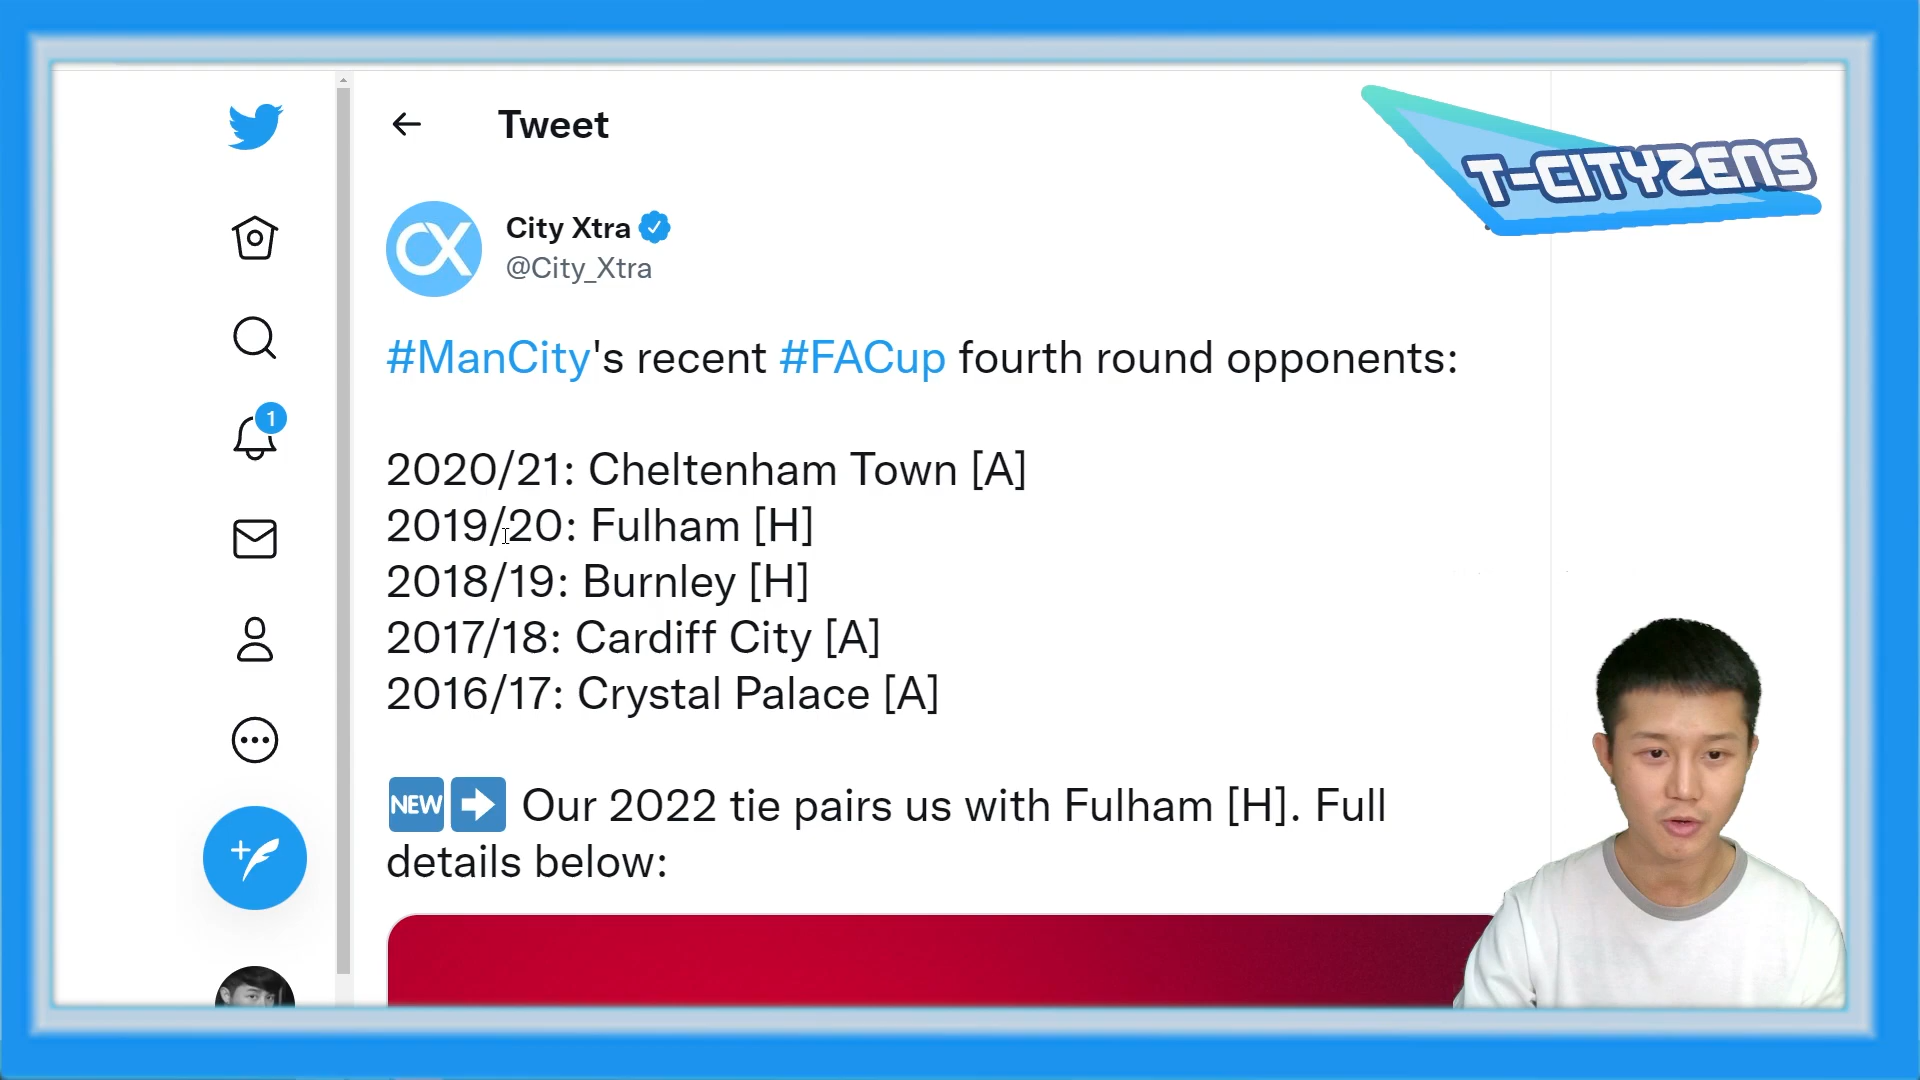 Tweet
T-CITYZENS
CX
City Xtra
@City_Xtra
#ManCity's recent #FACup fourth round opponents:
1
2020/21: Cheltenham Town [A]
2019/20: Fulham [H]
2018/19: Burnley [H]
2017/18: Cardiff City [A]
2016/17: Crystal Palace [A]
NEW Our 2022 tie pairs us with Fulham [H]. Full
details below: